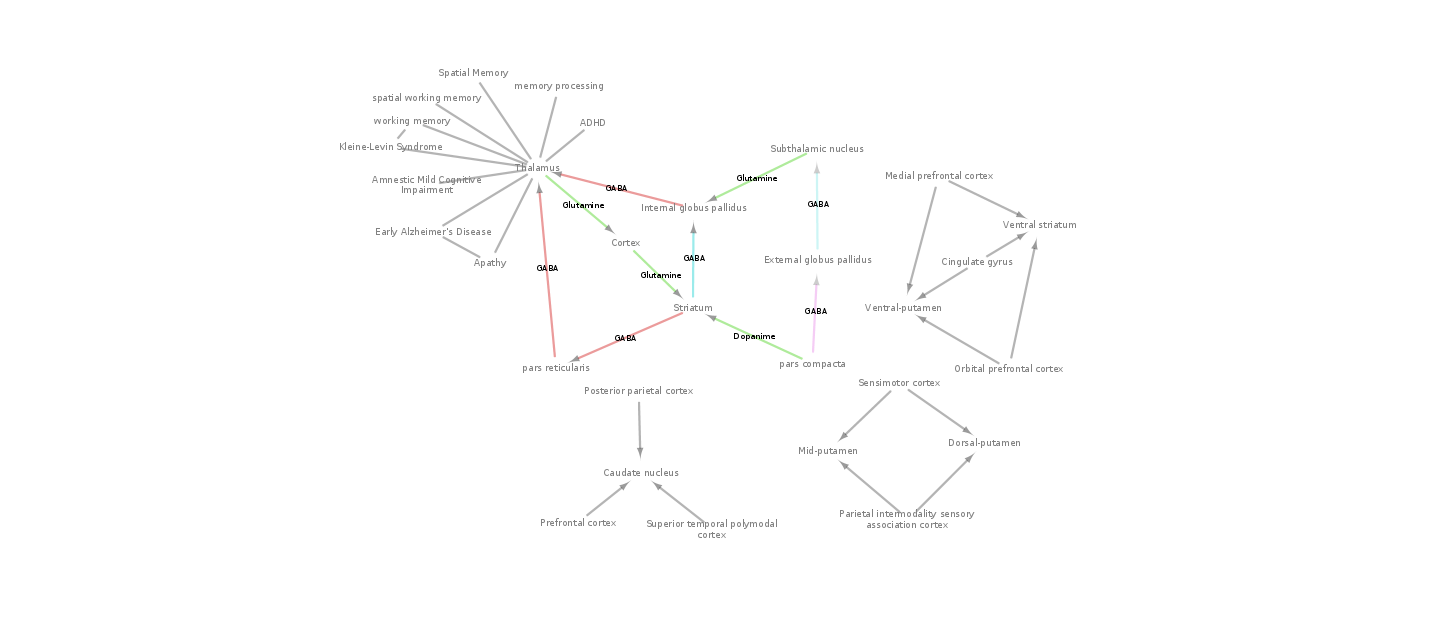 Spatial Memory
memory processing
spatial working memory
working memory
ADHD
Kleine-Levin Syndrome
Subthalamic nucleus
Thalamus
Medial prefrontal cortex
Glutamine
Amnestic Mild Cognitive
Impairment
GABA
Glutamine
GABA
Internal globus pallidus
Ventral striatum
Early Alzheimer's Disease
Cortex
GABA
External globus pallidus
Cingulate gyrus
Apathy
GABA
Glutamine
Striatum
GABA
Ventral-putamen
GABA
Dopanime
pars reticularis
pars compacta
Orbital prefrontal cortex
Sensimotor cortex
Posterior parietal cortex
Mid-putamen
Dorsal-putamen
Caudate nucleus
Parietal intermodality sensory
association cortex
Prefrontal cortex
Superior temporal polymodal
cortex